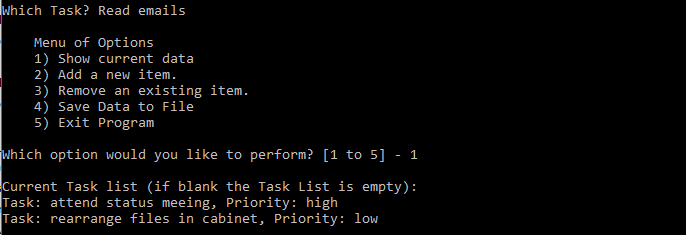 Which Task? Read emails
Menu of Options
1) Show current data
2) Add a new item.
3) Remove an existing item.
4) Save Data to File
5) Exit Program
Which option would you like to perform? [1 to 5] - 1
Current Task list (if blank the Task List is empty):
Task: attend status meeing, Priority: high
Task: rearrange files in cabinet, Priority: low